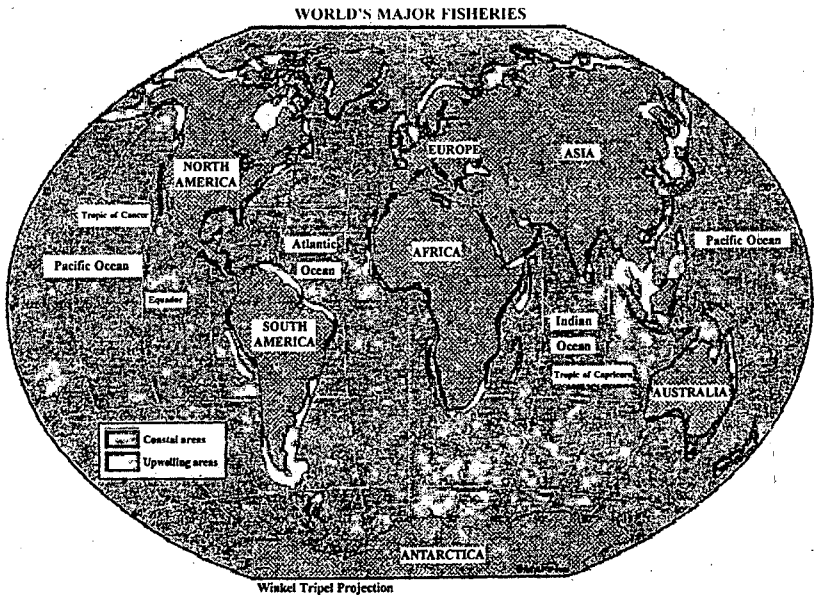 WORLD'S MAJOR FISHERIES
EUROPE
ASIA
NORTH
AMERICA
Tropic of Cancer
Atlantic
Ocean
AFRICA
Pacific Ocean
Pacific Ocean
Equador
SOUTH
AMERICA
Indian
Ocean
Tropic of Capricorn
AUSTRALIA
Coastal areas
Upwelling areas
ANTARCTICA
Winkel Tripel Projection